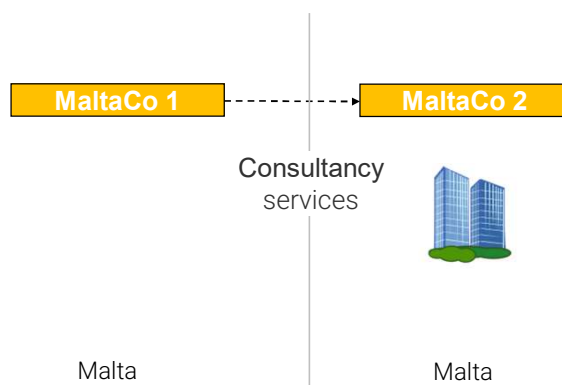 MaltaCo 1
MaltaCo 2
Consultancy
services
Malta
Malta